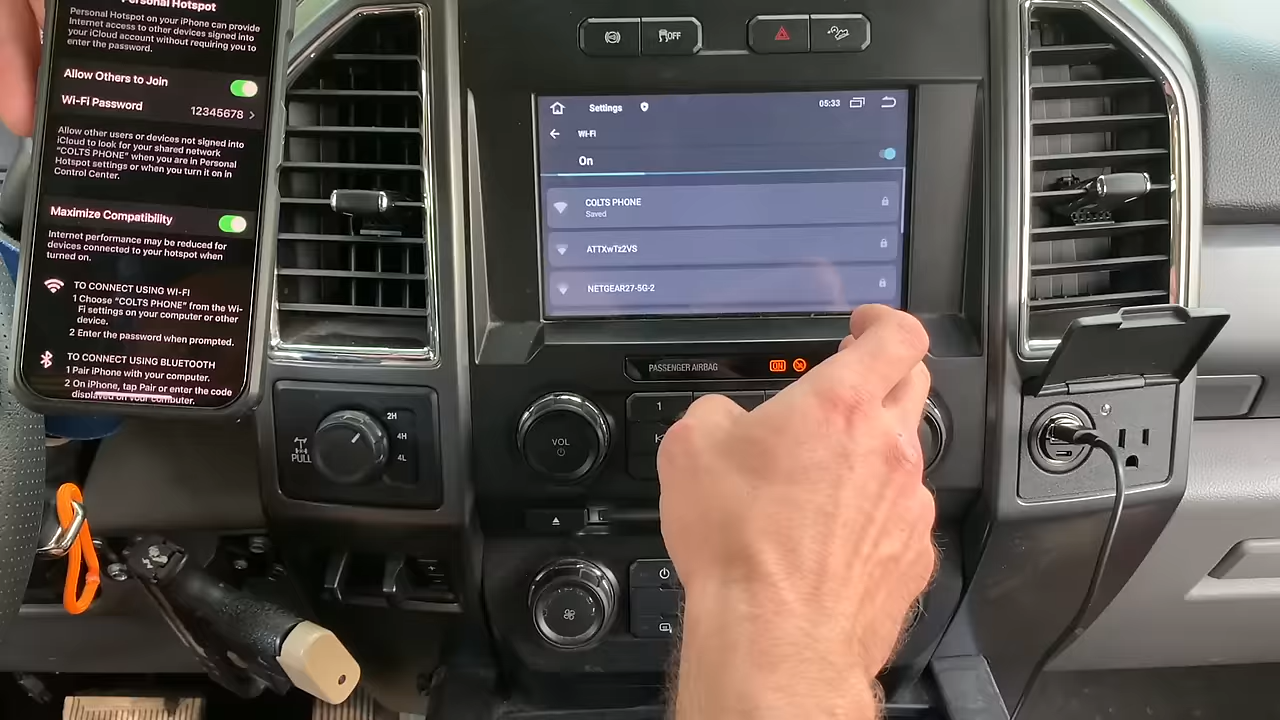 Personal Hotspot
Personal Hotspot on your iPhone can provide
Internet access to other devices signed into
your iCloud account without requiring you to
enter the password.
Allow Others to Join
Wi-Fi Password 12345678
Allow other users or devices not signed into
iCloud to look for your shared network
"COLTS PHONE" when you are in Personal
Hotspot settings or when you turn it on in
Control Center.
Maximize Compatibility
Internet performance may be reduced for
devices connected to your hotspot when
turned on.
TO CONNECT USING WI-FI
1 Choose "COLTS PHONE" from the Wi-
Fi settings on your computer or other
device.
2 Enter the password when prompted.
TO CONNECT USING BLUETOOTH
1 Pair iPhone with your computer.
2 On iPhone, tap Pair or enter the code
displayed on your computer.
OFF
Settings 05:33
Wi-Fi
On
COLTS PHONE
Saved
ATTXwTz2VS
NETGEAR27-5G-2
PASSENGER AIRBAG ON
1
VOL
2H
4H
4L
PULL